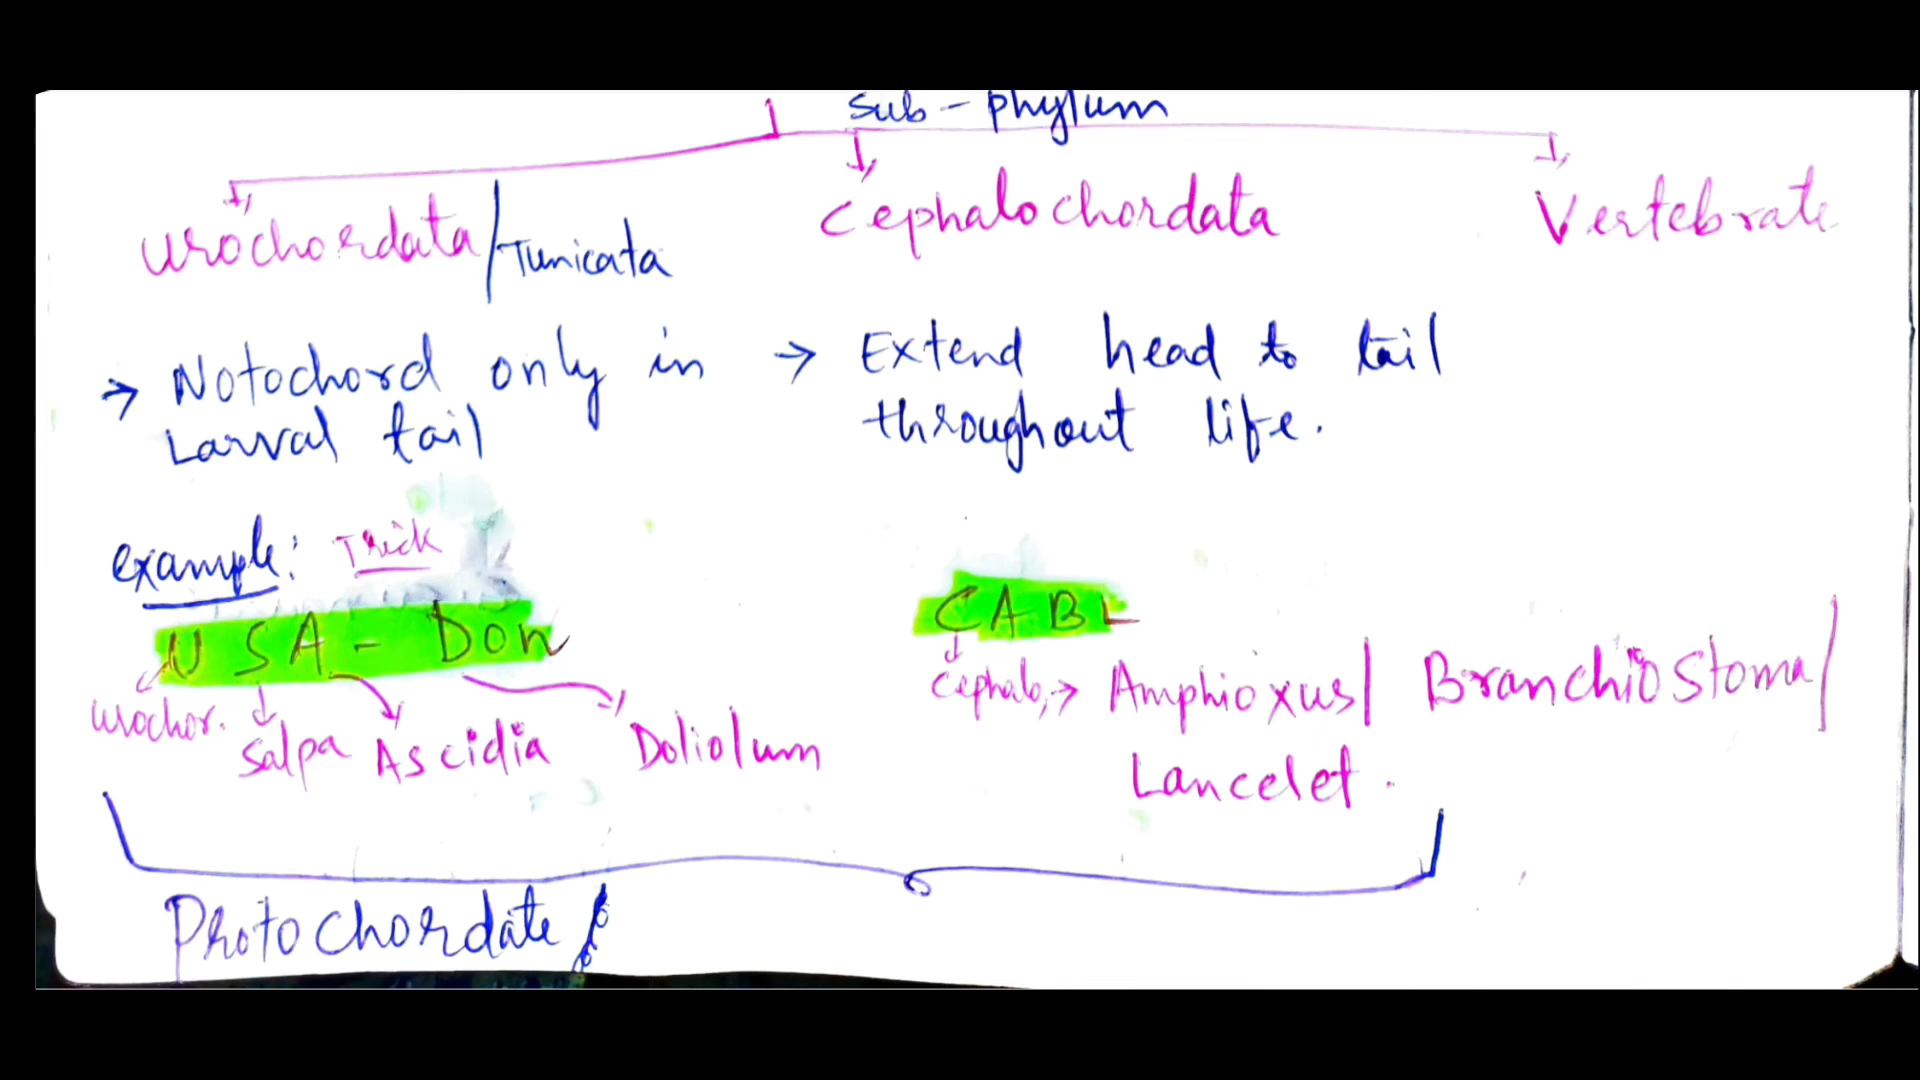 Sub-phylum
Urochordata/Tunicata
Cephalochordata
Vertebrate
→ Notochord only in
Larval tail
→ Extend head to tail
throughout life.
example: Trick
USA-Don
Urochor.
Salpa
Ascidia
Doliolum
CABL
Cephalo, → Amphioxus/ Branchiostoma/
Lancelet.
Protochordate